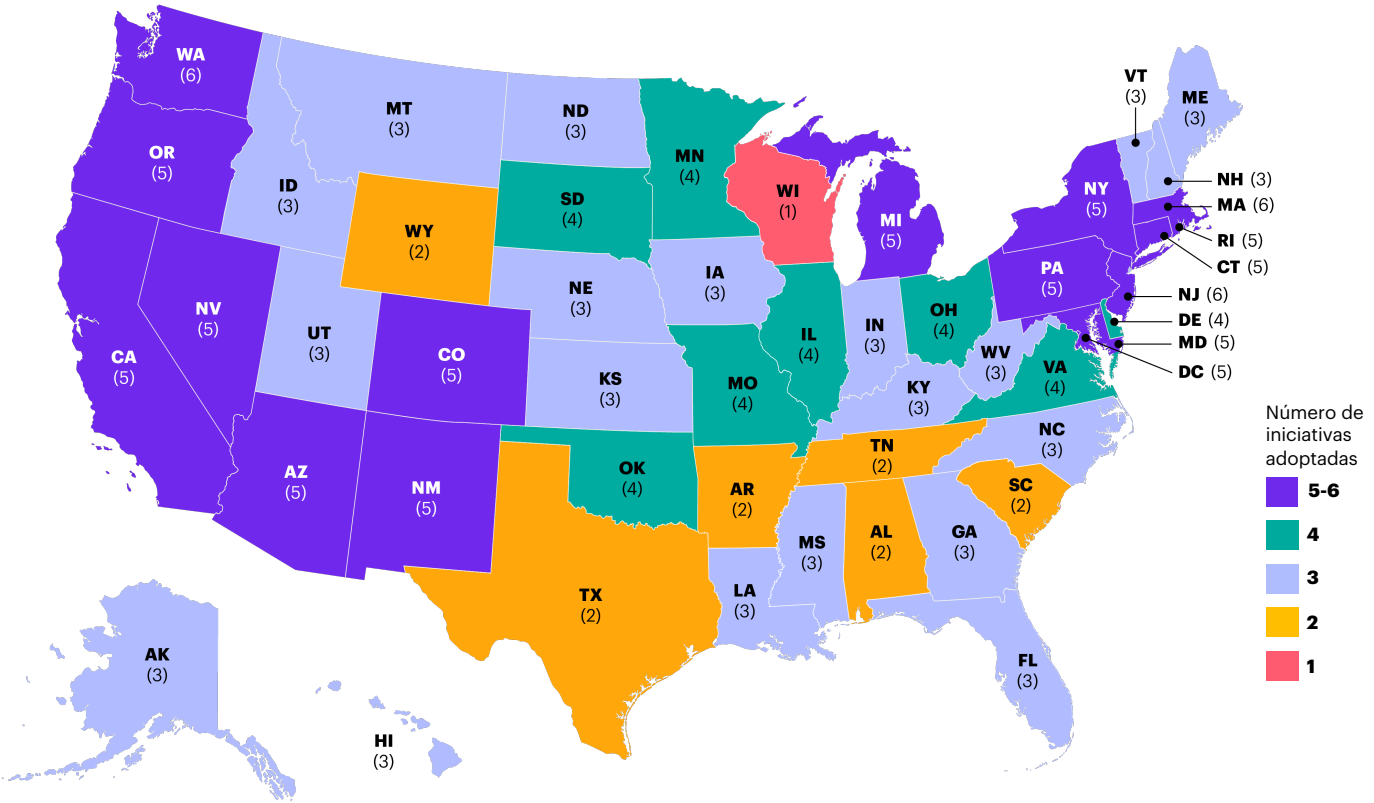 WA
(6)
OR
(5)
CA
(5)
NV
(5)
ID
(3)
MT
(3)
WY
(2)
UT
(3)
CO
(5)
AZ
(5)
NM
(5)
ND
(3)
SD
(4)
NE
(3)
KS
(3)
OK
(4)
TX
(2)
MN
(4)
IA
(3)
MO
(4)
AR
(2)
LA
(3)
WI
(1)
IL
(4)
MI
(5)
IN
(3)
OH
(4)
KY
(3)
TN
(2)
MS
(3)
AL
(2)
GA
(3)
FL
(3)
SC
(2)
NC
(3)
VA
(4)
WV
(3)
PA
(5)
NY
(5)
VT
(3)
ME
(3)
NH (3)
MA (6)
RI (5)
CT (5)
NJ (6)
DE (4)
MD (5)
DC (5)
AK
(3)
HI
(3)
Número de
iniciativas
adoptadas
5-6
4
3
2
1